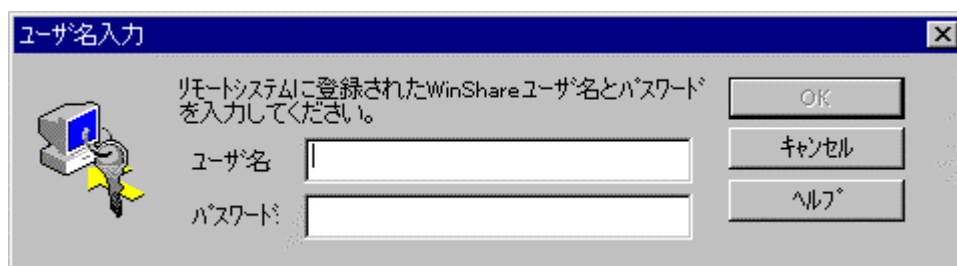 ﾕｰｻﾞ名入力
ﾘﾓｰﾄｼｽﾃﾑに登録されたWinShareﾕｰｻﾞ名とﾊﾟｽﾜｰﾄﾞ
を入力してください。
ﾕｰｻﾞ名:
ﾊﾟｽﾜｰﾄﾞ:
OK
ｷｬﾝｾﾙ
ﾍﾙﾌﾟ